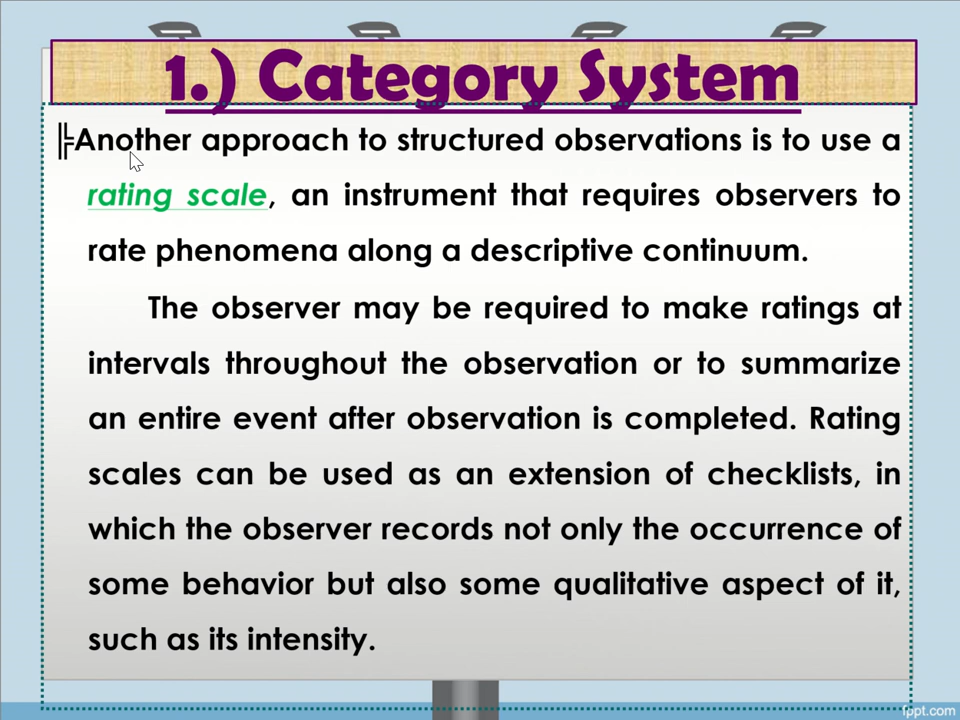 1.) Category System
Another approach to structured observations is to use a
rating scale, an instrument that requires observers to
rate phenomena along a descriptive continuum.
The observer may be required to make ratings at
intervals throughout the observation or to summarize
an entire event after observation is completed. Rating
scales can be used as an extension of checklists, in
which the observer records not only the occurrence of
some behavior but also some qualitative aspect of it,
such as its intensity.
fppt.com